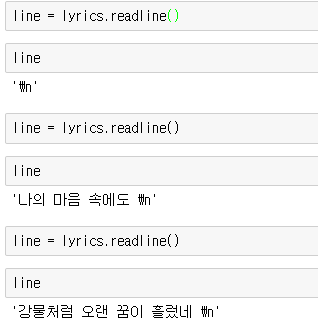 line = lyrics.readline()
line
'₩n'
line = lyrics.readline()
line
'나의 마음 속에도 ₩n'
line = lyrics.readline()
line
'강물처럼 오랜 꿈이 흘렀네 ₩n'